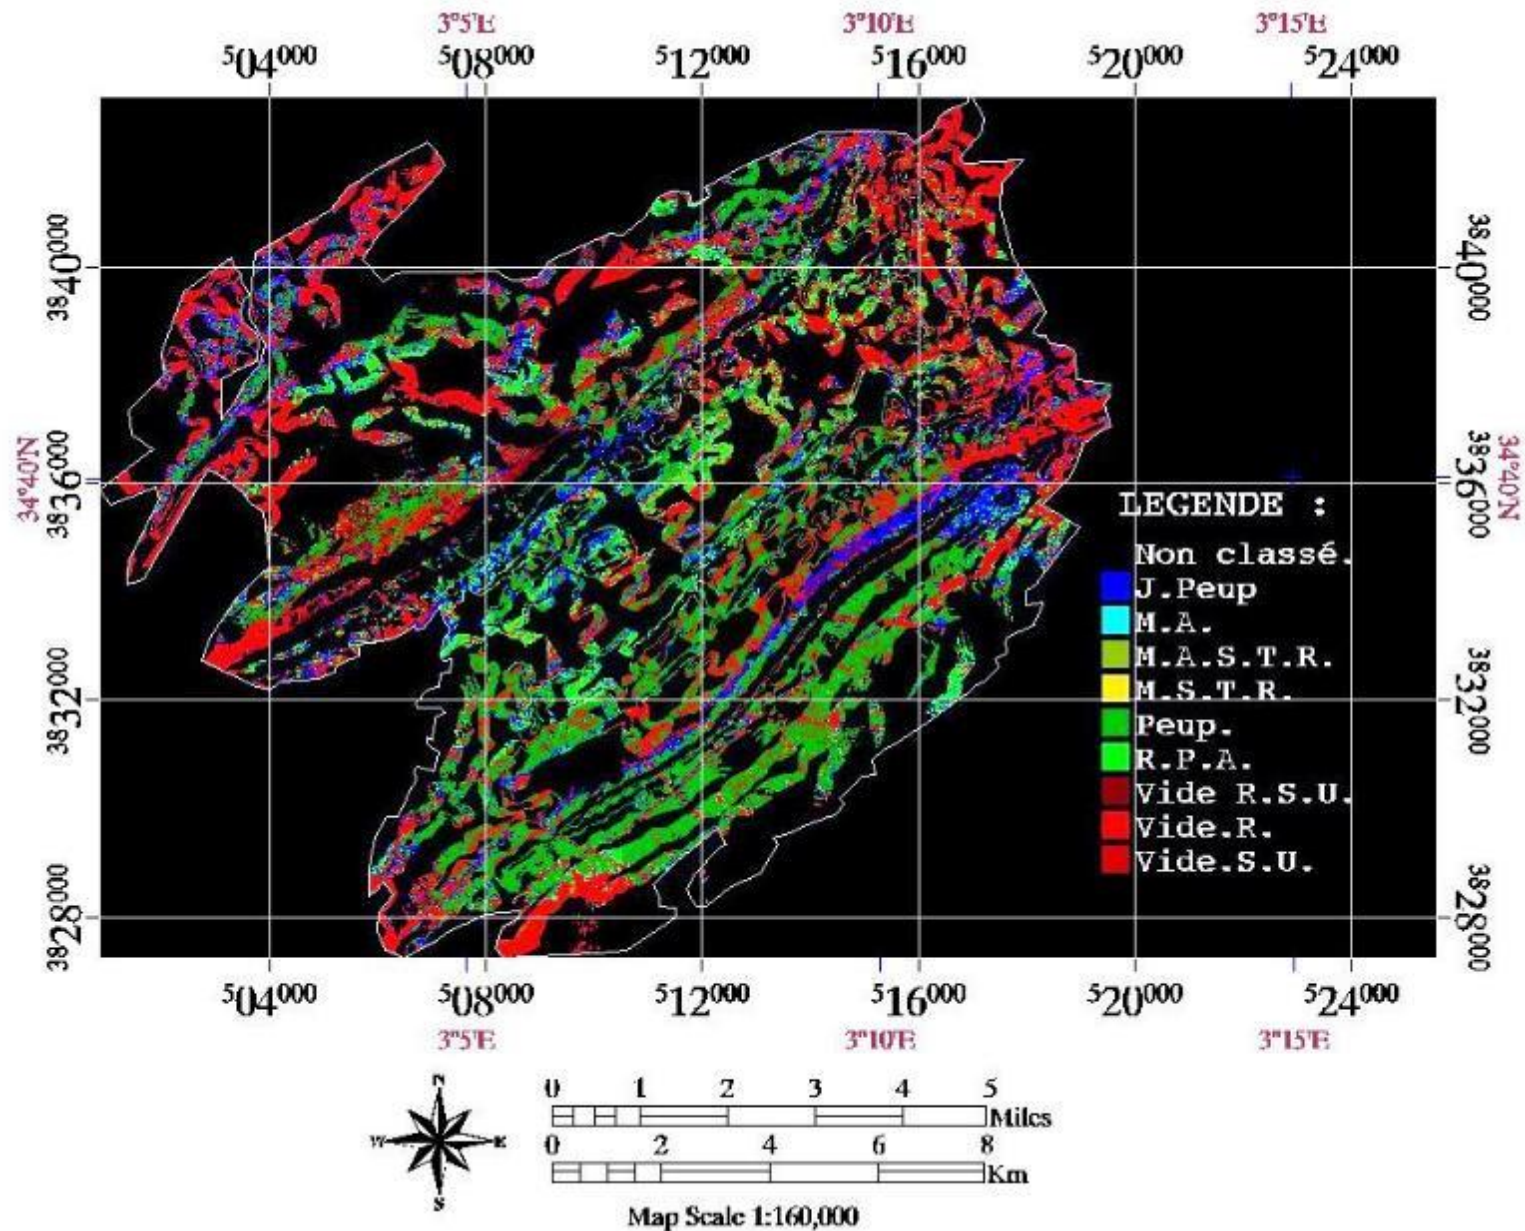 3°5'E 3°10'E 3°15'E
504000 508000 512000 516000 520000 524000
3840000 3840000
34°40'N 3836000 3836000 34°40'N
3832000 3832000
3828000 3828000
LEGENDE :
Non classé.
J.Peup
M.A.
M.A.S.T.R.
M.S.T.R.
Peup.
R.P.A.
Vide R.S.U.
Vide.R.
Vide.S.U.
504000 508000 512000 516000 520000 524000
3°5'E 3°10'E 3°15'E
N
W E
S
0 1 2 3 4 5
Miles
0 2 4 6 8
Km
Map Scale 1:160,000